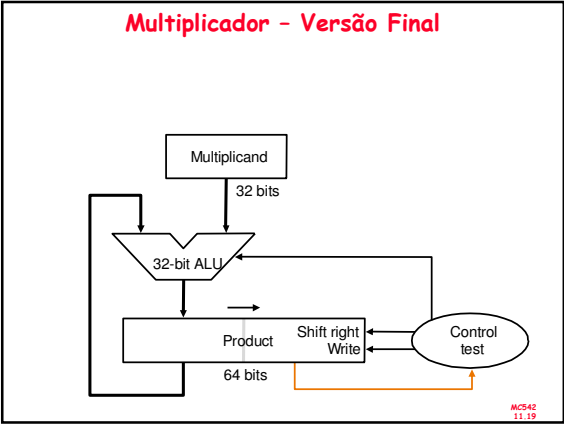 Multiplicador – Versão Final
Multiplicand
32 bits
32-bit ALU
Product
Shift right
Write
64 bits
Control
test
MC542
11.19